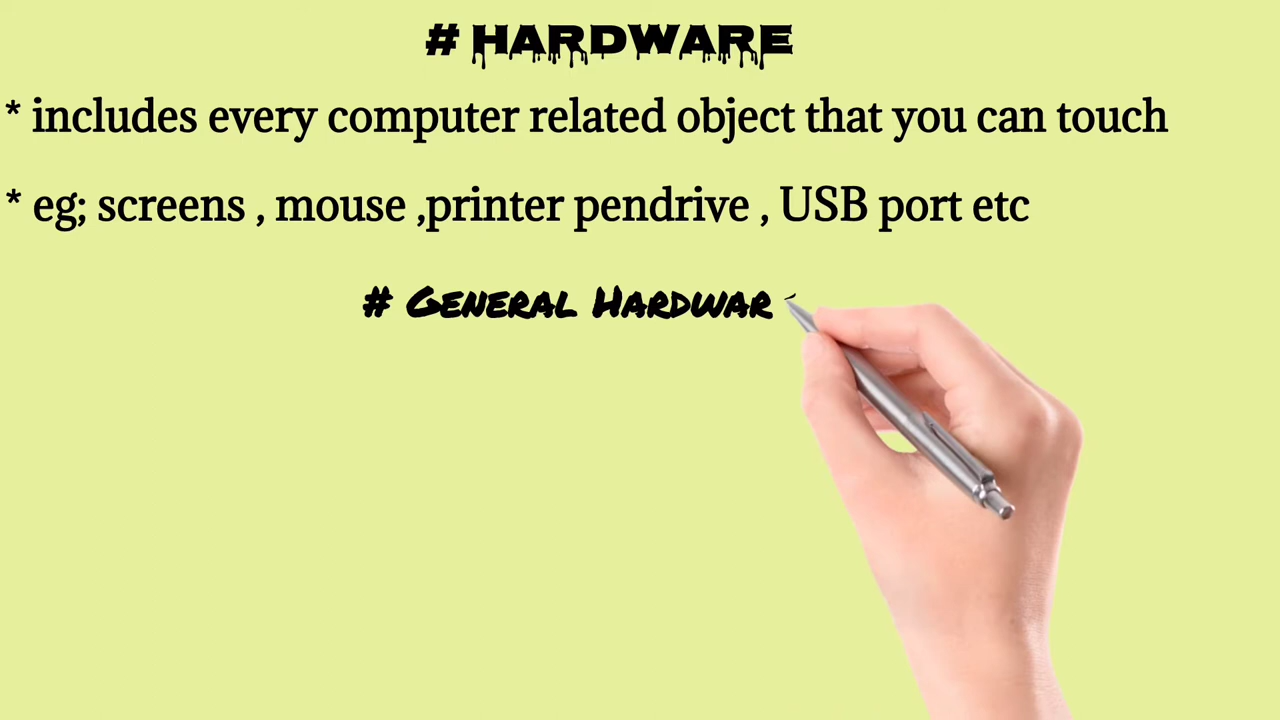 # HARDWARE
* includes every computer related object that you can touch
* eg; screens , mouse ,printer pendrive , USB port etc
# GENERAL HARDWAR